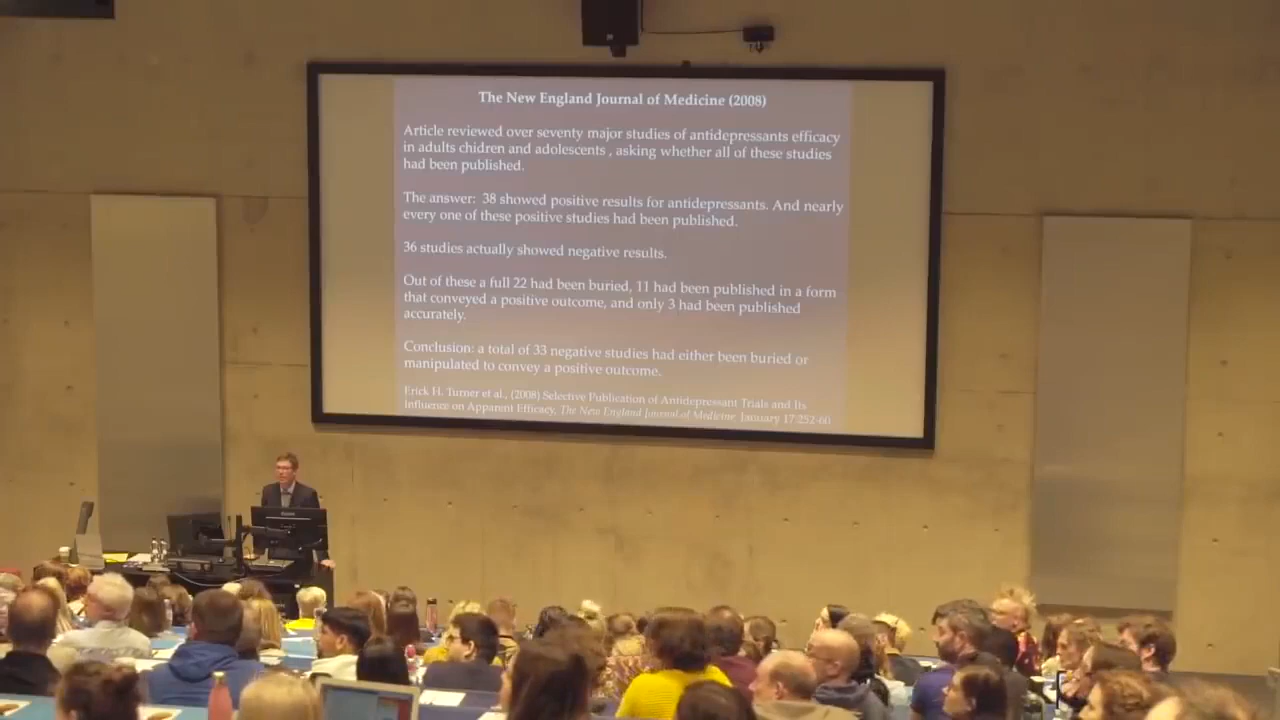 The New England Journal of Medicine (2008)
Article reviewed over seventy major studies of antidepressants efficacy
in adults chidren and adolescents , asking whether all of these studies
had been published.
The answer: 38 showed positive results for antidepressants. And nearly
every one of these positive studies had been published.
36 studies actually showed negative results.
Out of these a full 22 had been buried, 11 had been published in a form
that conveyed a positive outcome, and only 3 had been published
accurately.
Conclusion: a total of 33 negative studies had either been buried or
manipulated to convey a positive outcome.
Erick H. Turner et al., (2008) Selective Publication of Antidepressant Trials and Its
Influence on Apparent Efficacy, The New England Journal of Medicine January 17:252-60